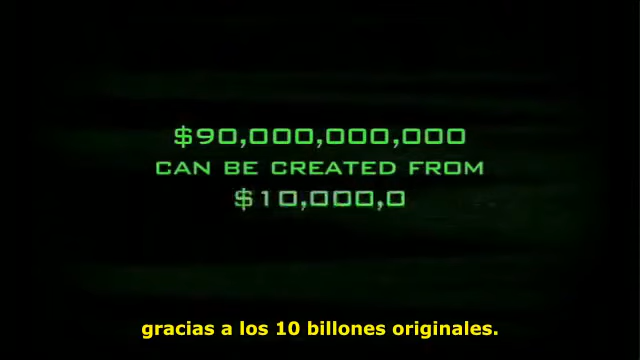 $90,000,000,000
CAN BE CREATED FROM
$10,000,0
gracias a los 10 billones originales.